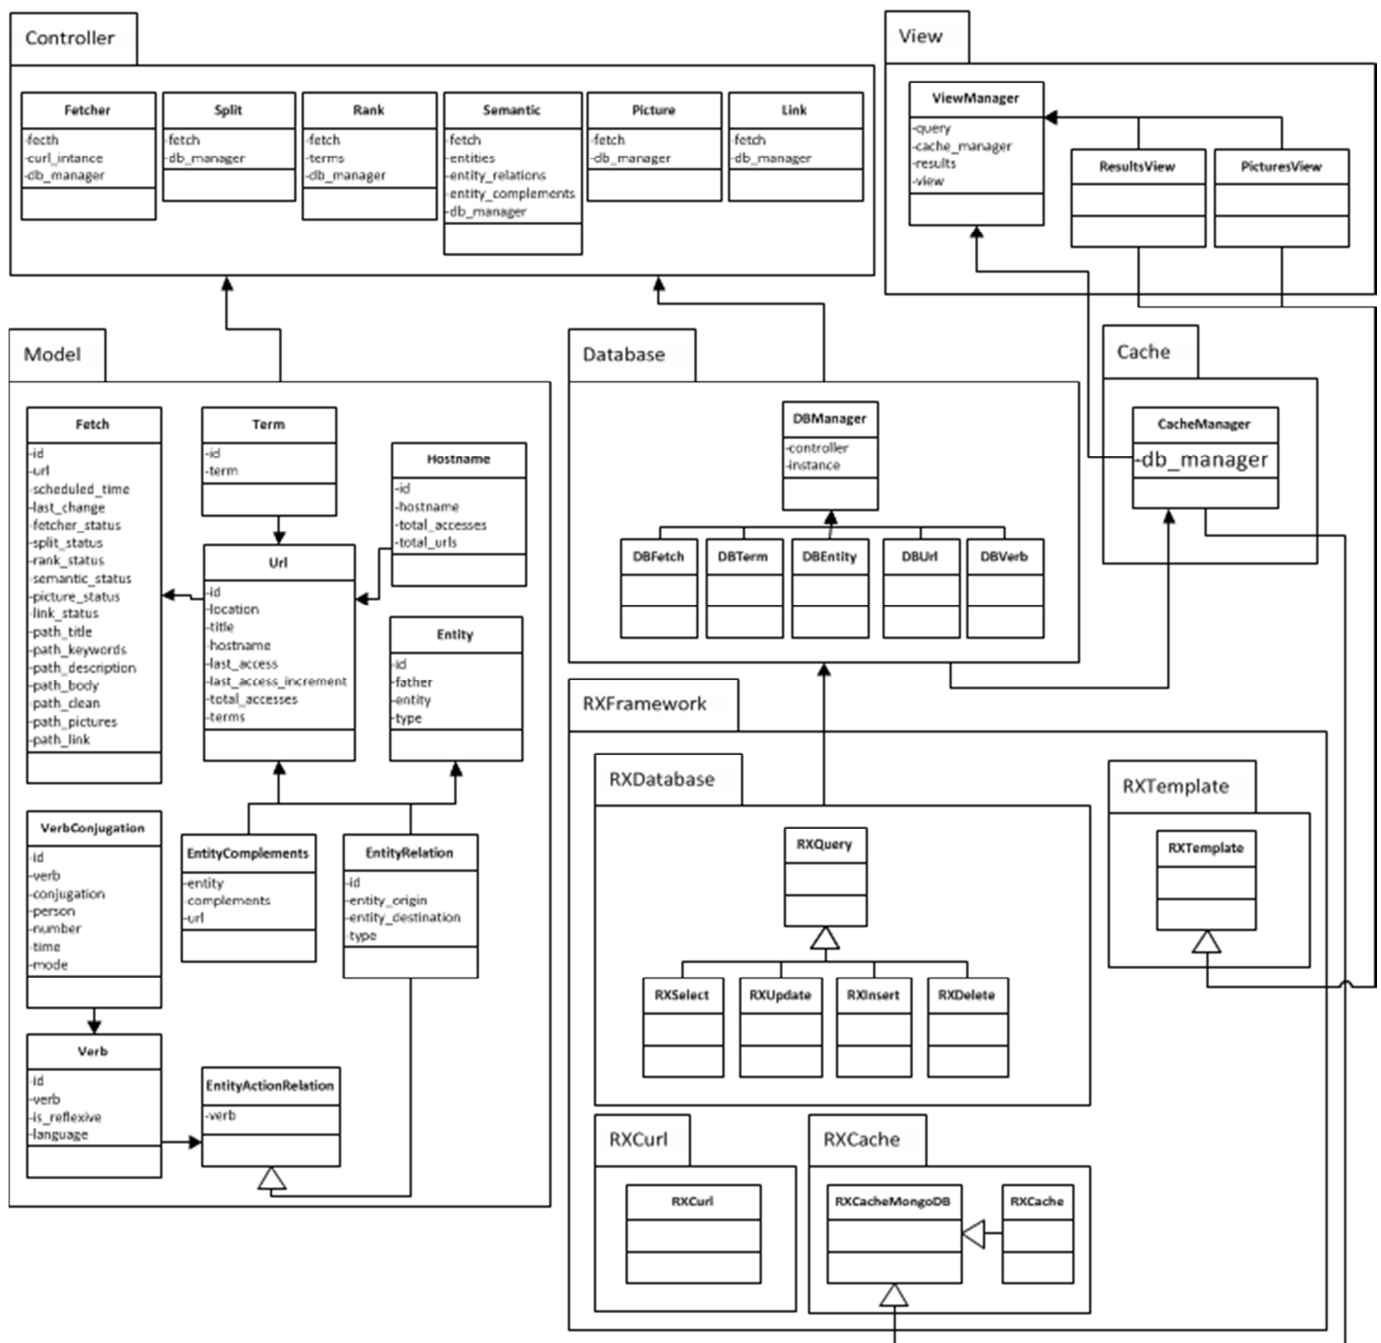 Controller
Fetcher
-fecth
-curl_intance
-db_manager
Split
-fetch
-db_manager
Rank
-fetch
-terms
-db_manager
Semantic
-fetch
-entities
-entity_relations
-entity_complements
-db_manager
Picture
-fetch
-db_manager
Link
-fetch
-db_manager
View
ViewManager
-query
-cache_manager
-results
-view
ResultsView
PicturesView
Model
Fetch
-id
-url
-scheduled_time
-last_change
-fetcher_status
-split_status
-rank_status
-semantic_status
-picture_status
-link_status
-path_title
-path_keywords
-path_description
-path_body
-path_clean
-path_pictures
-path_link
Term
-id
-term
Hostname
-id
-hostname
-total_accesses
-total_urls
Url
-id
-location
-title
-hostname
-last_access
-last_access_increment
-total_accesses
-terms
Entity
-id
-father
-entity
-type
VerbConjugation
-id
-verb
-conjugation
-person
-number
-time
-mode
EntityComplements
-entity
-complements
-url
EntityRelation
-id
-entity_origin
-entity_destination
-type
Verb
-id
-verb
-is_reflexive
-language
EntityActionRelation
-verb
Database
DBManager
-controller
-instance
DBFetch
DBTerm
DBEntity
DBUrl
DBVerb
Cache
CacheManager
-db_manager
RXFramework
RXDatabase
RXQuery
RXSelect
RXUpdate
RXInsert
RXDelete
RXTemplate
RXTemplate
RXCurl
RXCurl
RXCache
RXCacheMongoDB
RXCache